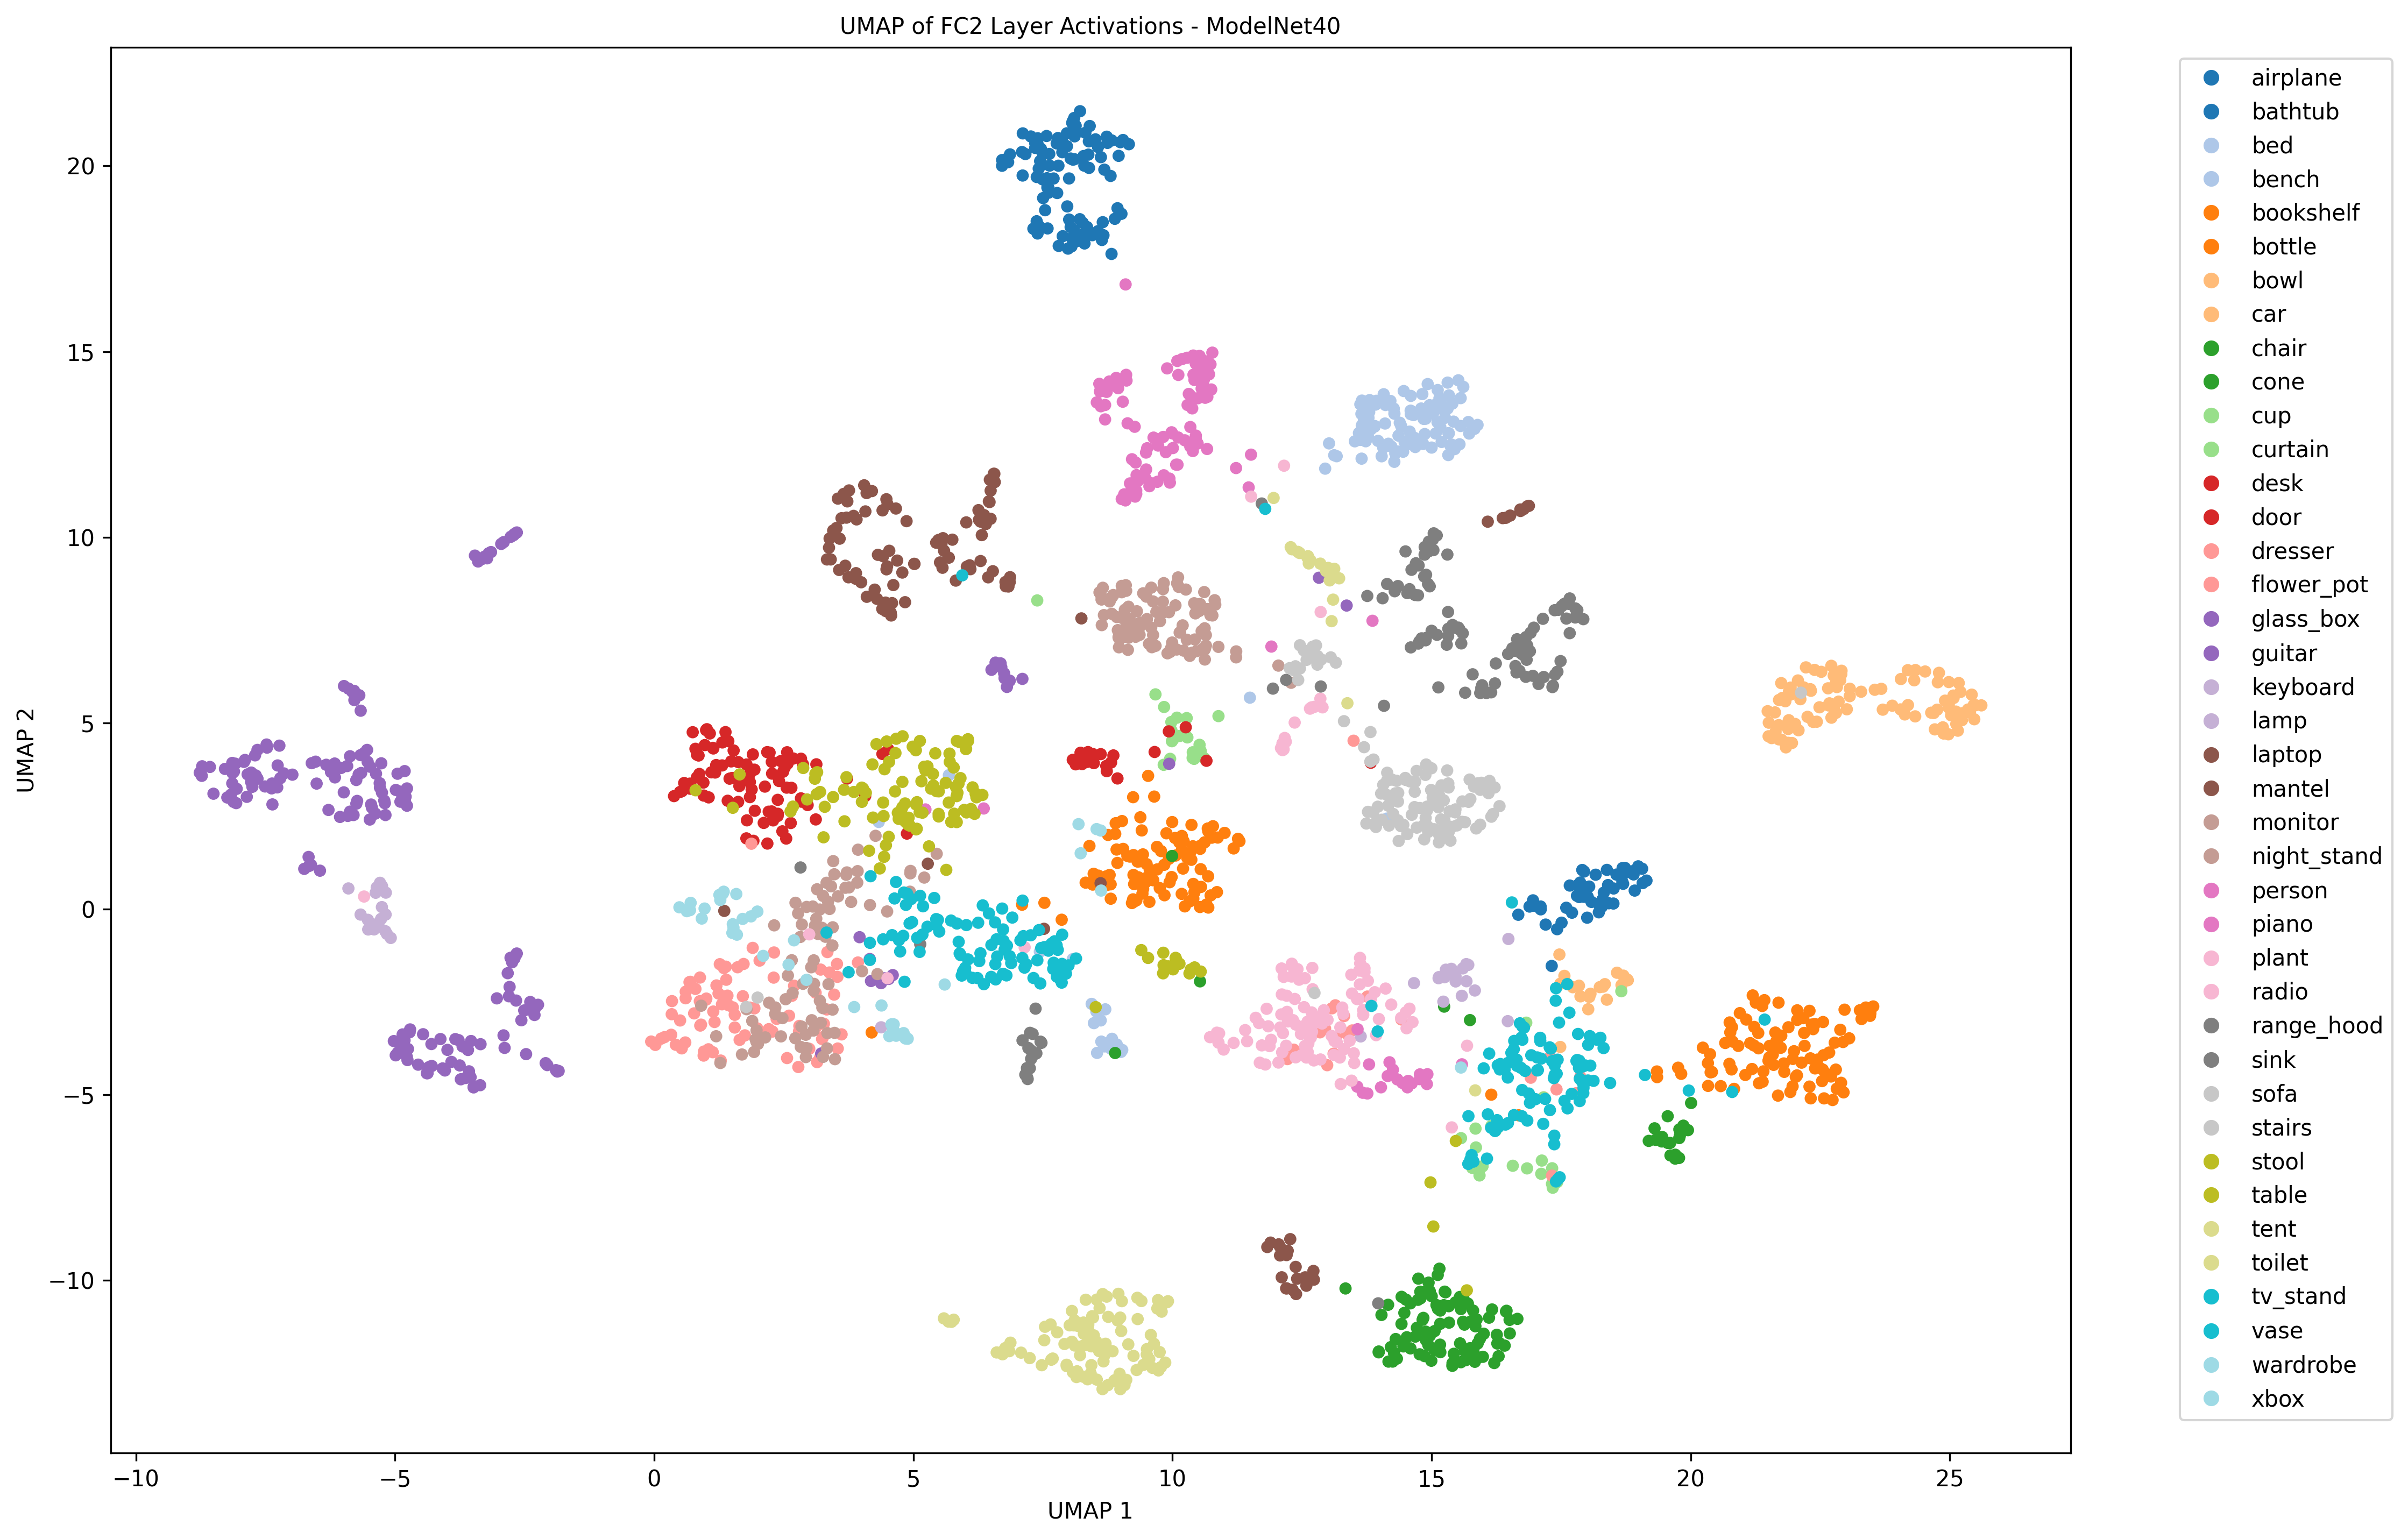 UMAP of FC2 Layer Activations - ModelNet40
UMAP 2
20
15
10
5
0
−5
−10
−10
−5
0
5
10
15
20
25
UMAP 1
airplane
bathtub
bed
bench
bookshelf
bottle
bowl
car
chair
cone
cup
curtain
desk
door
dresser
flower_pot
glass_box
guitar
keyboard
lamp
laptop
mantel
monitor
night_stand
person
piano
plant
radio
range_hood
sink
sofa
stairs
stool
table
tent
toilet
tv_stand
vase
wardrobe
xbox